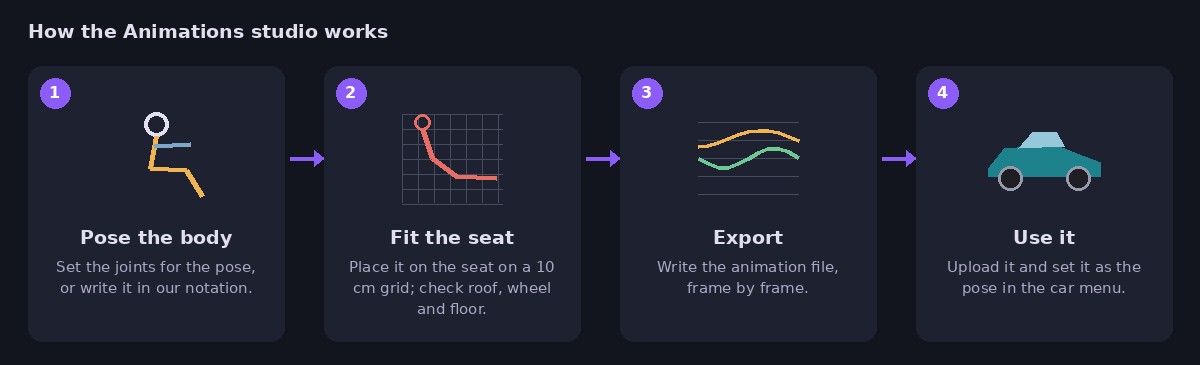 How the Animations studio works
1
Pose the body
Set the joints for the pose,
or write it in our notation.
2
Fit the seat
Place it on the seat on a 10
cm grid; check roof, wheel
and floor.
3
Export
Write the animation file,
frame by frame.
4
Use it
Upload it and set it as the
pose in the car menu.